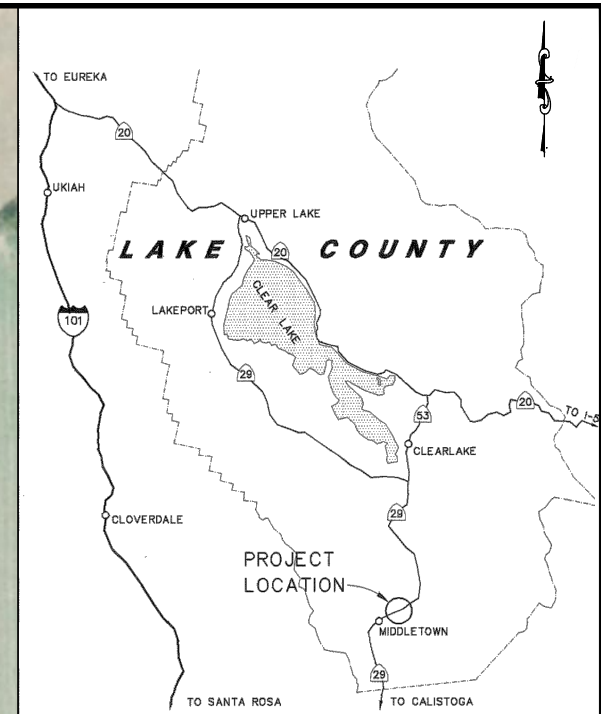 TO EUREKA
20
UKIAH
UPPER LAKE
LAKE COUNTY
20
CLEAR LAKE
LAKEPORT
101
29
53
20
TO I-5
CLEARLAKE
29
CLOVERDALE
PROJECT
LOCATION
MIDDLETOWN
29
TO SANTA ROSA
TO CALISTOGA